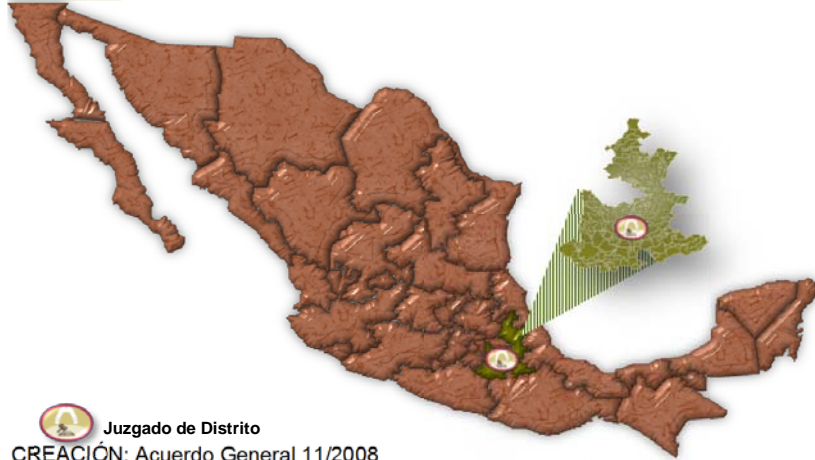 Juzgado de Distrito
CREACIÓN: Acuerdo General 11/2008